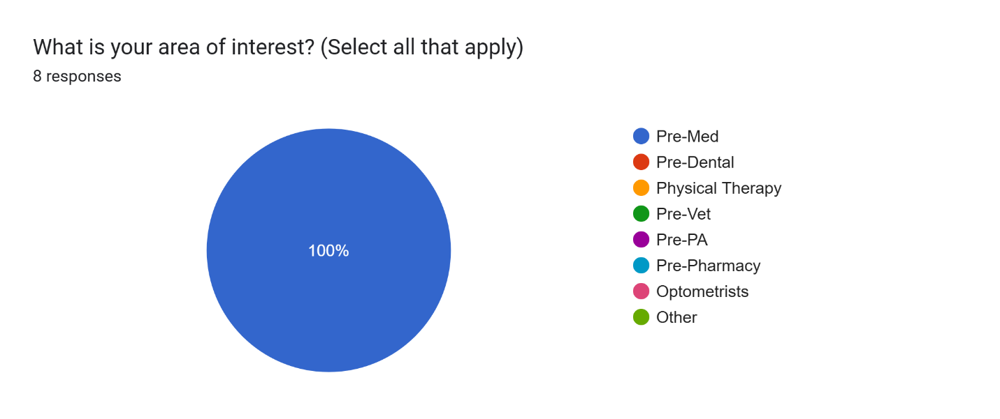 What is your area of interest? (Select all that apply)
8 responses
100%
Pre-Med
Pre-Dental
Physical Therapy
Pre-Vet
Pre-PA
Pre-Pharmacy
Optometrists
Other